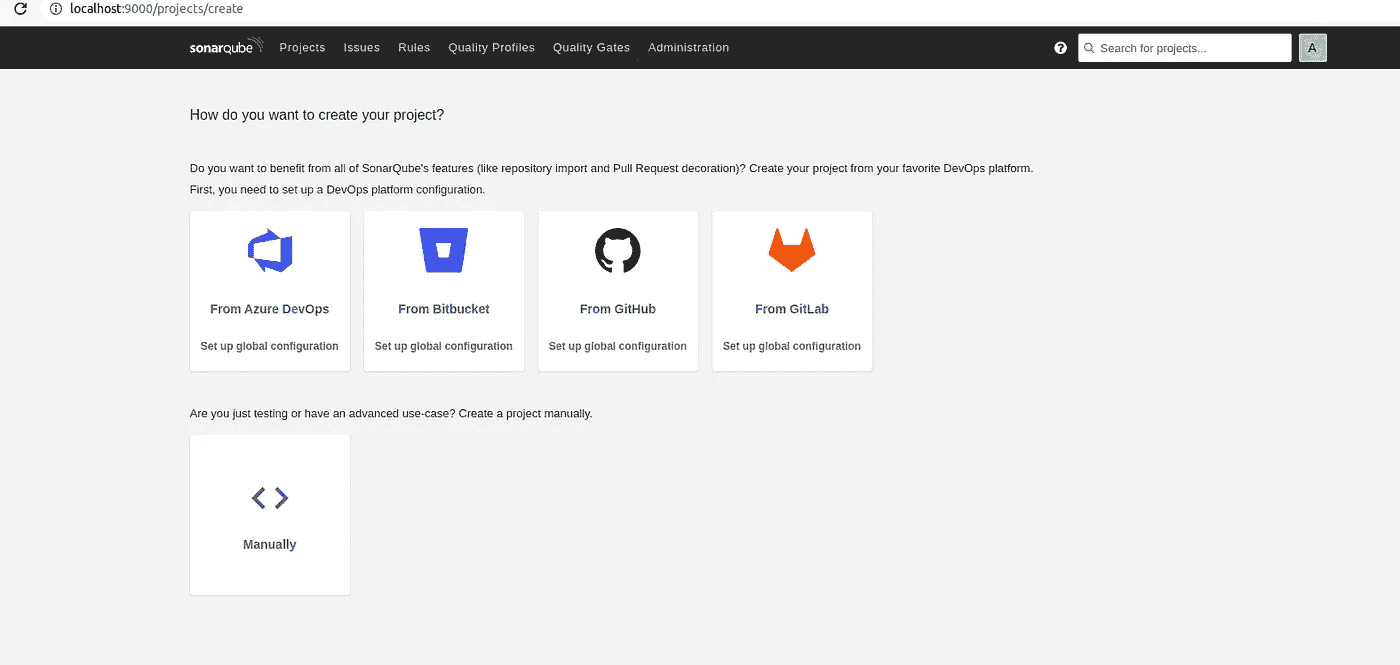 localhost:9000/projects/create
sonarqube Projects Issues Rules Quality Profiles Quality Gates Administration ? Search for projects... A
How do you want to create your project?
Do you want to benefit from all of SonarQube's features (like repository import and Pull Request decoration)? Create your project from your favorite DevOps platform.
First, you need to set up a DevOps platform configuration.
From Azure DevOps From Bitbucket From GitHub From GitLab
Set up global configuration Set up global configuration Set up global configuration Set up global configuration
Are you just testing or have an advanced use-case? Create a project manually.
Manually